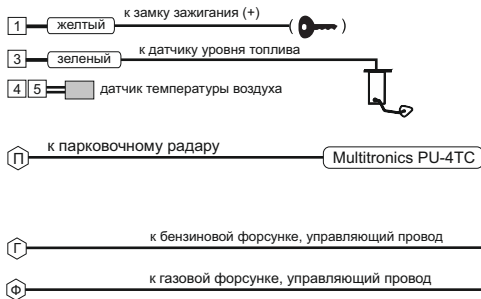 1 желтый к замку зажигания (+)
3 зеленый к датчику уровня топлива
4 5 датчик температуры воздуха
П к парковочному радару Multitronics PU-4TC
Г к бензиновой форсунке, управляющий провод
Ф к газовой форсунке, управляющий провод